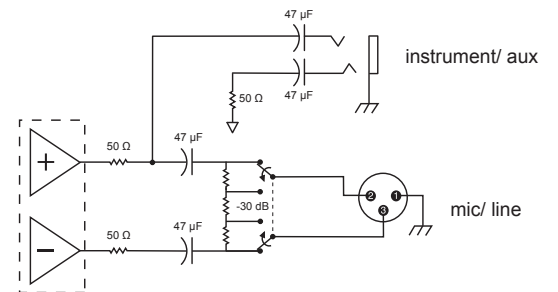 47 µF
instrument/ aux
47 µF
50 Ω
47 µF
50 Ω
+
2
1
-30 dB
3
mic/ line
47 µF
50 Ω
−